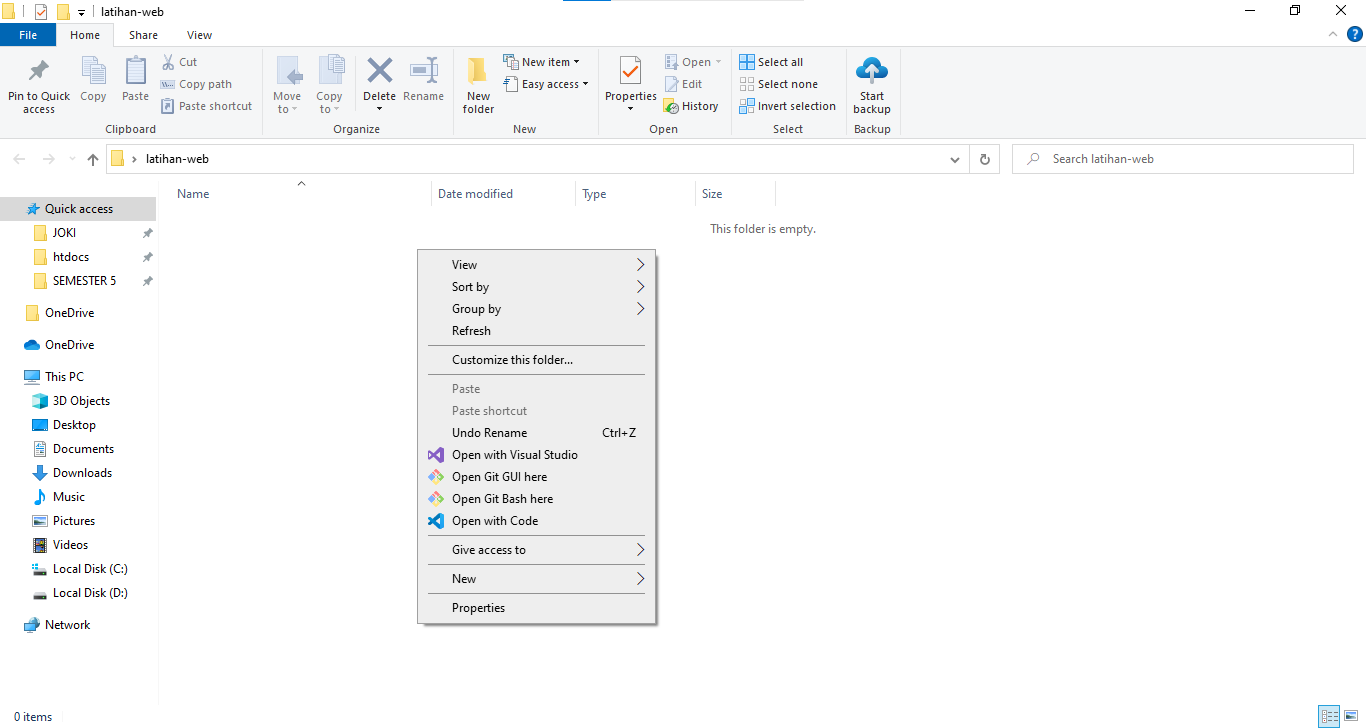 latihan-web
File Home Share View
Pin to Quick access
Copy
Paste
Cut
Copy path
Paste shortcut
Clipboard
Move to
Copy to
Delete
Rename
Organize
New folder
New item
Easy access
New
Properties
Open
Edit
History
Open
Select all
Select none
Invert selection
Select
Start backup
Backup
latihan-web
Search latihan-web
Name Date modified Type Size
This folder is empty.
Quick access
JOKI
htdocs
SEMESTER 5
OneDrive
OneDrive
This PC
3D Objects
Desktop
Documents
Downloads
Music
Pictures
Videos
Local Disk (C:)
Local Disk (D:)
Network
View
Sort by
Group by
Refresh
Customize this folder...
Paste
Paste shortcut
Undo Rename Ctrl+Z
Open with Visual Studio
Open Git GUI here
Open Git Bash here
Open with Code
Give access to
New
Properties
0 items